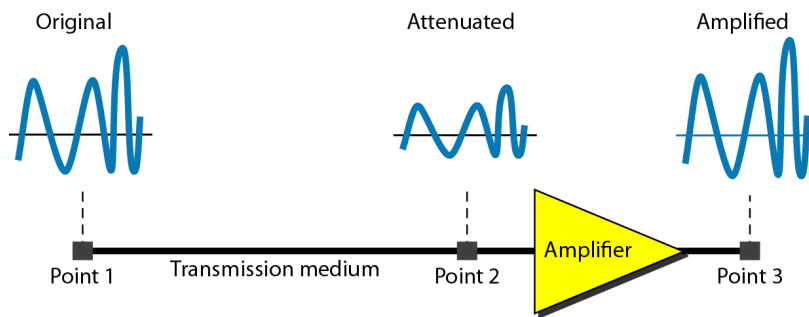 Original
Attenuated
Amplified
Amplifier
Point 1
Transmission medium
Point 2
Point 3